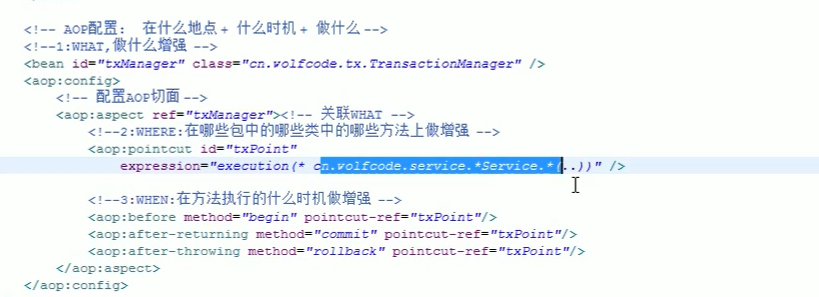 <!-- AOP配置： 在什么地点 + 什么时机 + 做什么 -->
<!--1:WHAT,做什么增强 -->
<bean id="txManager" class="cn.wolfcode.tx.TransactionManager" />
<aop:config>
<!-- 配置AOP切面 -->
<aop:aspect ref="txManager"><!-- 关联WHAT -->
<!--2:WHERE:在哪些包中的哪些类中的哪些方法上做增强 -->
<aop:pointcut id="txPoint"
expression="execution(* cn.wolfcode.service.*Service.*(..))" />
<!--3:WHEN:在方法执行的什么时机做增强 -->
<aop:before method="begin" pointcut-ref="txPoint"/>
<aop:after-returning method="commit" pointcut-ref="txPoint"/>
<aop:after-throwing method="rollback" pointcut-ref="txPoint"/>
</aop:aspect>
</aop:config>